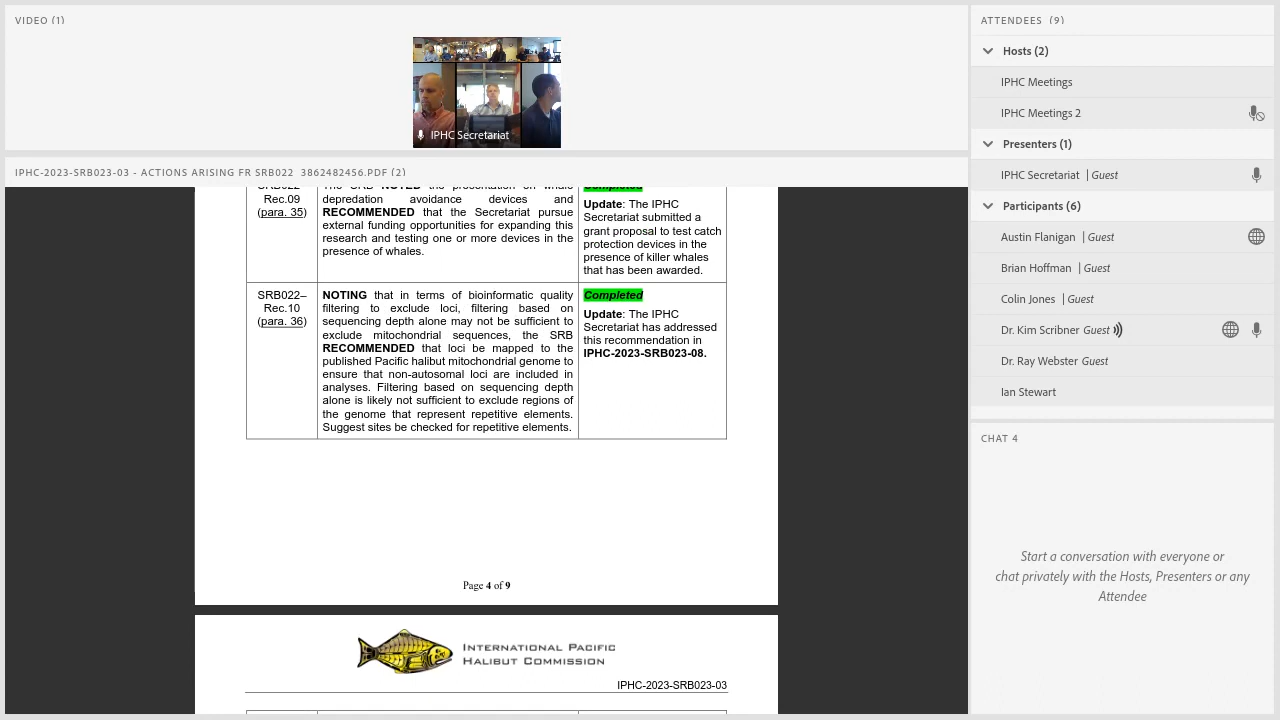 VIDEO (1)
IPHC Secretariat
IPHC-2023-SRB023-03 - ACTIONS ARISING FR SRB022_3862482456.PDF (2)
SRB022–
Rec.09
(para. 35)
The SRB NOTED the presentation on whale
depredation avoidance devices and
RECOMMENDED that the Secretariat pursue
external funding opportunities for expanding this
research and testing one or more devices in the
presence of whales.
Completed
Update: The IPHC
Secretariat submitted a
grant proposal to test catch
protection devices in the
presence of killer whales
that has been awarded.
SRB022–
Rec.10
(para. 36)
NOTING that in terms of bioinformatic quality
filtering to exclude loci, filtering based on
sequencing depth alone may not be sufficient to
exclude mitochondrial sequences, the SRB
RECOMMENDED that loci be mapped to the
published Pacific halibut mitochondrial genome to
ensure that non-autosomal loci are included in
analyses. Filtering based on sequencing depth
alone is likely not sufficient to exclude regions of
the genome that represent repetitive elements.
Suggest sites be checked for repetitive elements.
Completed
Update: The IPHC
Secretariat has addressed
this recommendation in
IPHC-2023-SRB023-08.
Page 4 of 9
INTERNATIONAL PACIFIC
HALIBUT COMMISSION
IPHC-2023-SRB023-03
ATTENDEES (9)
Hosts (2)
IPHC Meetings
IPHC Meetings 2
Presenters (1)
IPHC Secretariat | Guest
Participants (6)
Austin Flanigan | Guest
Brian Hoffman | Guest
Colin Jones | Guest
Dr. Kim Scribner Guest
Dr. Ray Webster Guest
Ian Stewart
CHAT 4
Start a conversation with everyone or
chat privately with the Hosts, Presenters or any
Attendee